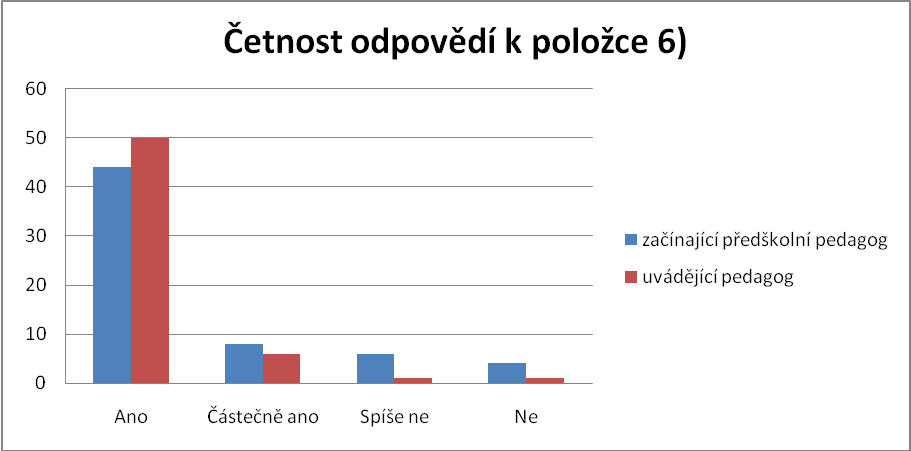 Četnost odpovědí k položce 6)
60
50
40
30
20
10
0
Ano
Částečně ano
Spíše ne
Ne
začínající předškolní pedagog
uvádějící pedagog